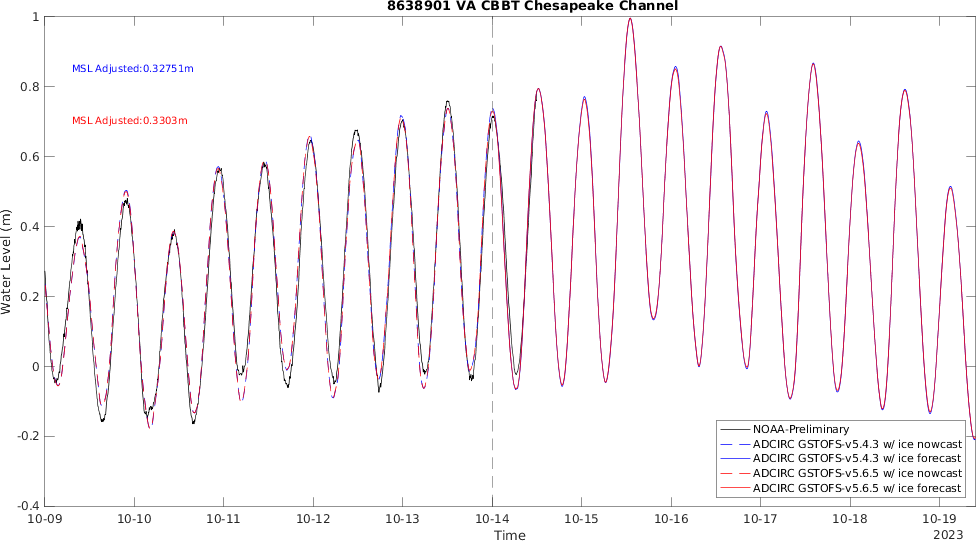 8638901 VA CBBT Chesapeake Channel
1
MSL Adjusted:0.32751m
0.8
MSL Adjusted:0.3303m
0.6
0.4
Water Level (m)
0.2
0
-0.2
NOAA-Preliminary
ADCIRC GSTOFS-v5.4.3 w/ ice nowcast
ADCIRC GSTOFS-v5.4.3 w/ ice forecast
ADCIRC GSTOFS-v5.6.5 w/ ice nowcast
ADCIRC GSTOFS-v5.6.5 w/ ice forecast
-0.4
10-09 10-10 10-11 10-12 10-13 10-14 10-15 10-16 10-17 10-18 10-19
Time
2023